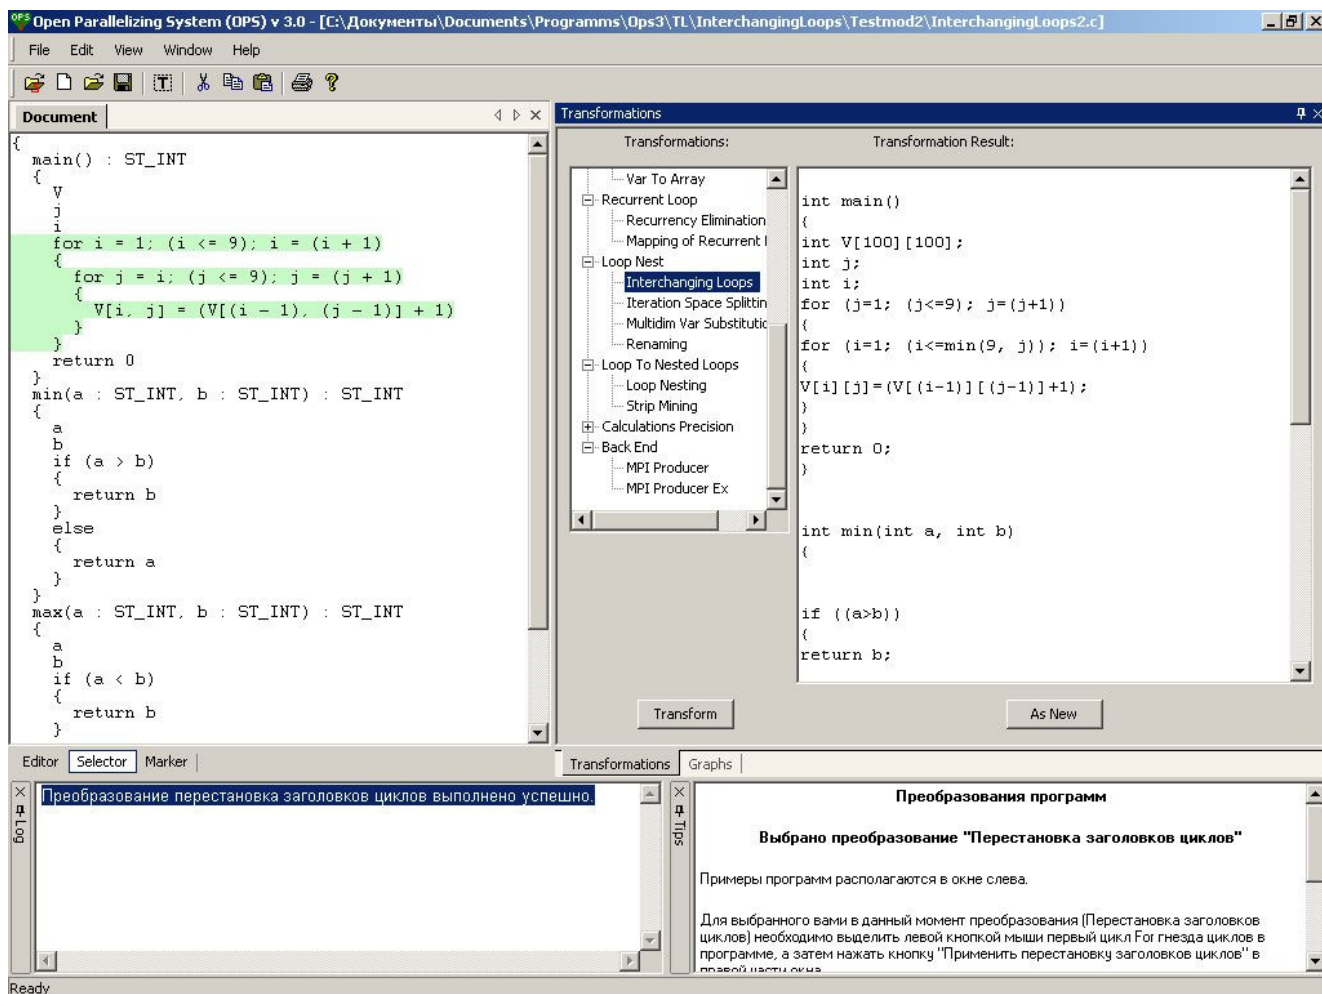 Open Parallelizing System (OPS) v 3.0 - [C:\Документы\Documents\Programms\Ops3\TL\InterchangingLoops\Testmod2\InterchangingLoops2.c]
File Edit View Window Help
Document
{
main() : ST_INT
{
V
j
i
for i = 1; (i <= 9); i = (i + 1)
{
for j = i; (j <= 9); j = (j + 1)
{
V[i, j] = (V[(i - 1), (j - 1)] + 1)
}
}
return 0
}
min(a : ST_INT, b : ST_INT) : ST_INT
{
a
b
if (a > b)
{
return b
}
else
{
return a
}
}
max(a : ST_INT, b : ST_INT) : ST_INT
{
a
b
if (a < b)
{
return b
}
Editor Selector Marker
Transformations
Transformations:
Var To Array
Recurrent Loop
Recurrency Elimination
Mapping of Recurrent
Loop Nest
Interchanging Loops
Iteration Space Splittin
Multidim Var Substitutic
Renaming
Loop To Nested Loops
Loop Nesting
Strip Mining
Calculations Precision
Back End
MPI Producer
MPI Producer Ex
Transform
Transformation Result:
int main()
{
int V[100][100];
int j;
int i;
for (j=1; (j<=9); j=(j+1))
{
for (i=1; (i<=min(9, j)); i=(i+1))
{
V[i][j]=(V[(i-1)][(j-1)]+1);
}
}
return 0;
}
int min(int a, int b)
{
if ((a>b))
{
return b;
As New
Transformations Graphs
Log
Преобразование перестановка заголовков циклов выполнено успешно.
Tips
Преобразования программ
Выбрано преобразование "Перестановка заголовков циклов"
Примеры программ располагаются в окне слева.
Для выбранного вами в данный момент преобразования (Перестановка заголовков
циклов) необходимо выделить левой кнопкой мыши первый цикл For гнезда циклов в
программе, а затем нажать кнопку "Применить перестановку заголовков циклов" в
правой части окна
Ready